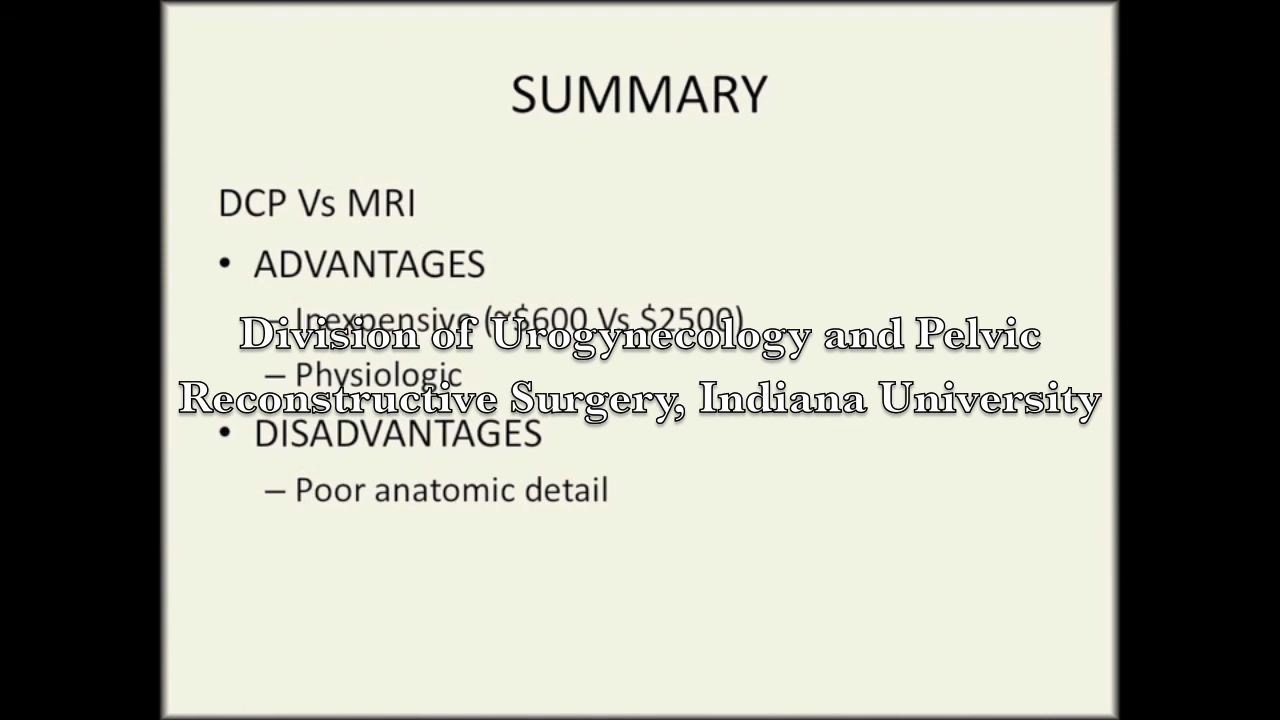 SUMMARY
DCP Vs MRI
• ADVANTAGES
– Inexpensive (~$600 Vs $2500)
Division of Urogynecology and Pelvic
– Physiologic
Reconstructive Surgery, Indiana University
• DISADVANTAGES
– Poor anatomic detail